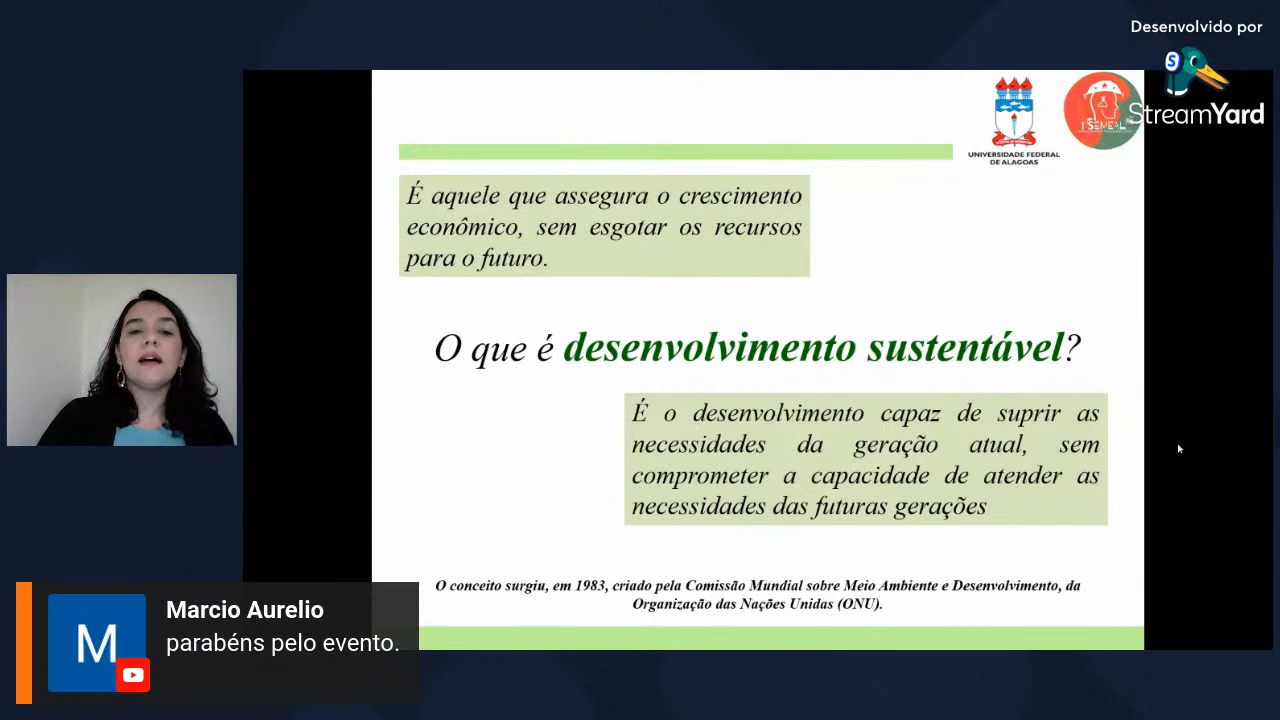 Desenvolvido por
StreamYard
UNIVERSIDADE FEDERAL
DE ALAGOAS
I SEMEAL
É aquele que assegura o crescimento
econômico, sem esgotar os recursos
para o futuro.
O que é desenvolvimento sustentável?
É o desenvolvimento capaz de suprir as
necessidades da geração atual, sem
comprometer a capacidade de atender as
necessidades das futuras gerações
O conceito surgiu, em 1983, criado pela Comissão Mundial sobre Meio Ambiente e Desenvolvimento, da
Organização das Nações Unidas (ONU).
M
Marcio Aurelio
parabéns pelo evento.